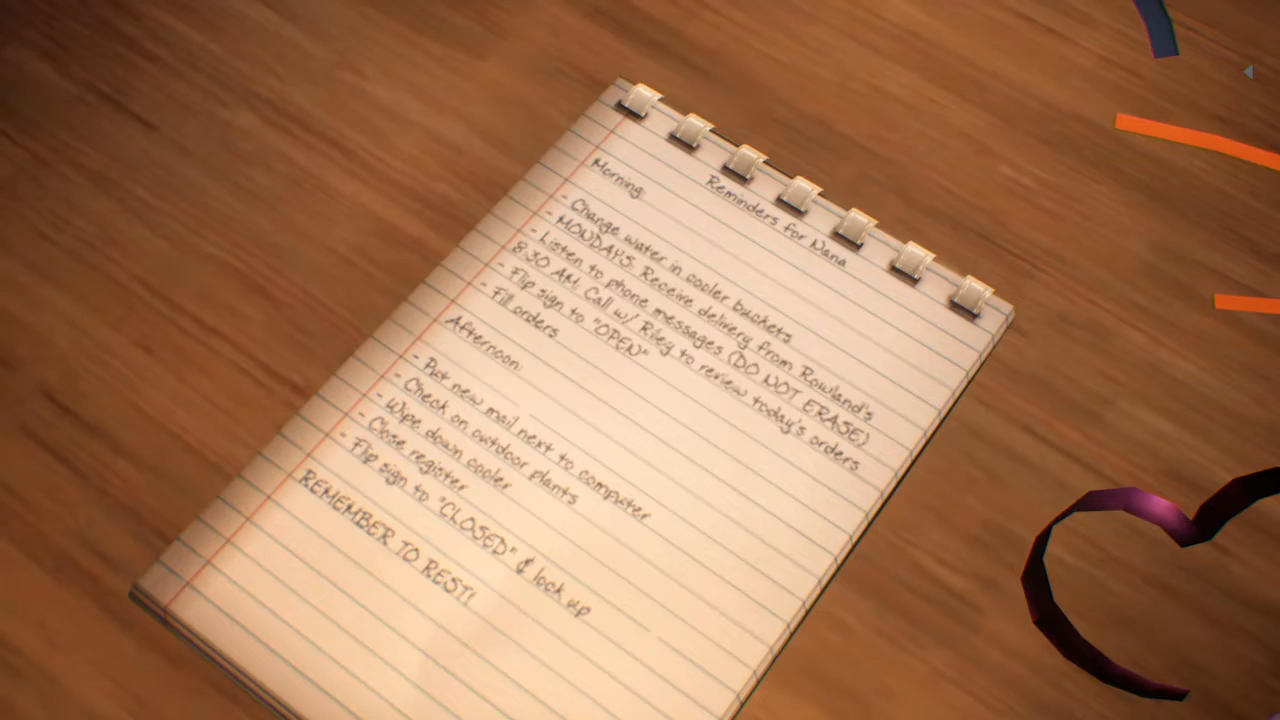 Reminders for Nana
Morning:
- Change water in cooler buckets
- MONDAYS: Receive delivery from Rowland's
- Listen to phone messages (DO NOT ERASE)
8:30 AM: Call w/ Riley to review today's orders
- Flip sign to "OPEN"
- Fill orders
Afternoon:
- Put new mail next to computer
- Check on outdoor plants
- Wipe down cooler
- Close register
- Flip sign to "CLOSED" & lock up
REMEMBER TO REST!